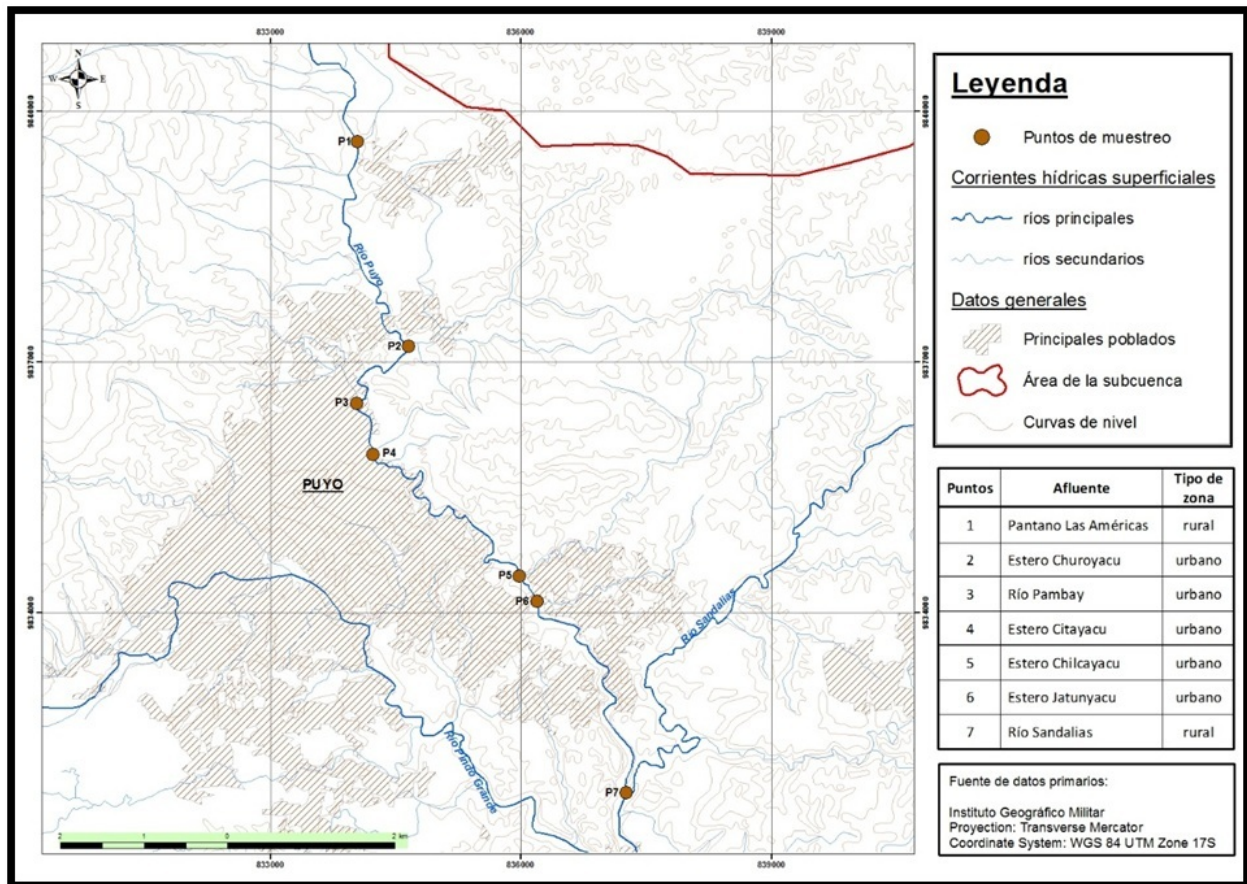 833000 836000 839000
N
W E
S
9840000 9840000
P1
Río Puyo
P2
9837000 9837000
P3
P4
PUYO
P5
P6
9834000 9834000
Río Sandalias
Río Pindo Grande
P7
2 1 0 2 km
833000 836000 839000
Leyenda
Puntos de muestreo
Corrientes hídricas superficiales
ríos principales
ríos secundarios
Datos generales
Principales poblados
Área de la subcuenca
Curvas de nivel
Puntos Afluente Tipo de zona
1 Pantano Las Américas rural
2 Estero Churoyacu urbano
3 Río Pambay urbano
4 Estero Citayacu urbano
5 Estero Chilcayacu urbano
6 Estero Jatunyacu urbano
7 Río Sandalias rural
Fuente de datos primarios:
Instituto Geográfico Militar
Proyection: Transverse Mercator
Coordinate System: WGS 84 UTM Zone 17S